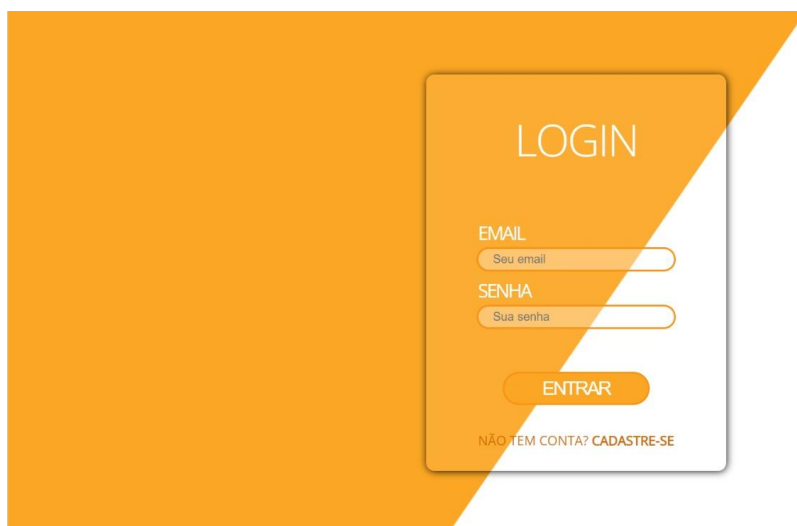 LOGIN
EMAIL
Seu email
SENHA
Sua senha
ENTRAR
NÃO TEM CONTA? CADASTRE-SE